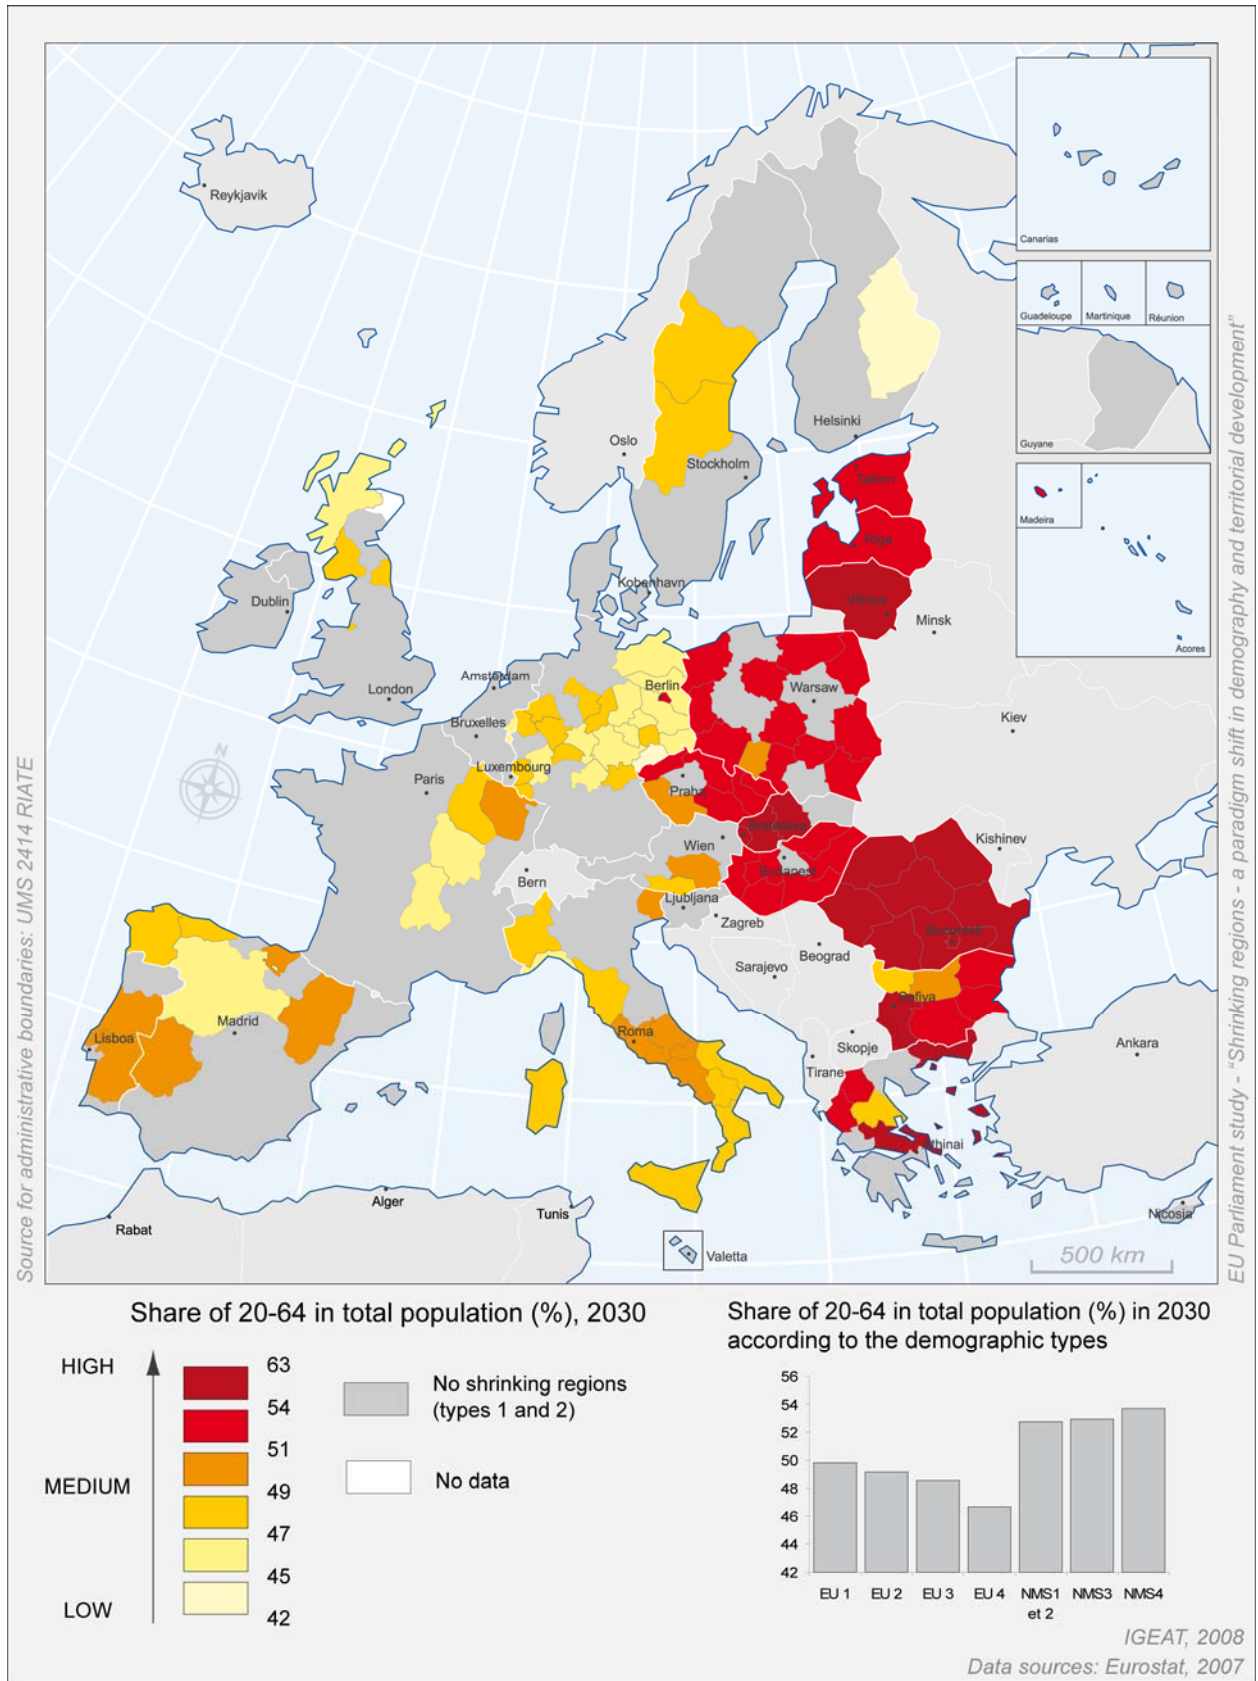 Reykjavik
Canarias
Guadeloupe
Martinique
Réunion
Guyane
Madeira
Acores
Oslo
Helsinki
Stockholm
Tallinn
Riga
Kobenhavn
Vilnius
Minsk
Dublin
Amsterdam
Berlin
Warsaw
London
Bruxelles
Kiev
Luxembourg
Paris
Praha
N
Bratislava
Wien
Kishinev
Budapest
Bern
Ljubljana
Zagreb
Bucuresti
Beograd
Sarajevo
Sofiya
Madrid
Lisboa
Roma
Skopje
Ankara
Tirane
Athinai
Alger
Tunis
Rabat
Nicosia
Valetta
500 km
Source for administrative boundaries: UMS 2414 RIATE
EU Parliament study - "Shrinking regions - a paradigm shift in demography and territorial development"
Share of 20-64 in total population (%), 2030
HIGH
MEDIUM
LOW
63
54
51
49
47
45
42
No shrinking regions
(types 1 and 2)
No data
Share of 20-64 in total population (%) in 2030
according to the demographic types
56
54
52
50
48
46
44
42
EU 1
EU 2
EU 3
EU 4
NMS1
et 2
NMS3
NMS4
IGEAT, 2008
Data sources: Eurostat, 2007